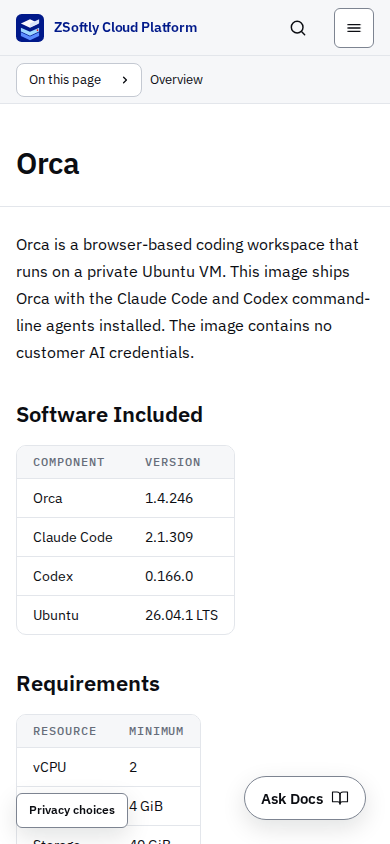 ZSoftly Cloud Platform
On this page
Overview
Orca
Orca is a browser-based coding workspace that
runs on a private Ubuntu VM. This image ships
Orca with the Claude Code and Codex command-
line agents installed. The image contains no
customer AI credentials.
Software Included
COMPONENT VERSION
Orca 1.4.246
Claude Code 2.1.309
Codex 0.166.0
Ubuntu 26.04.1 LTS
Requirements
RESOURCE MINIMUM
vCPU 2
4 GiB
Privacy choices
Ask Docs
Storage 40 GiB